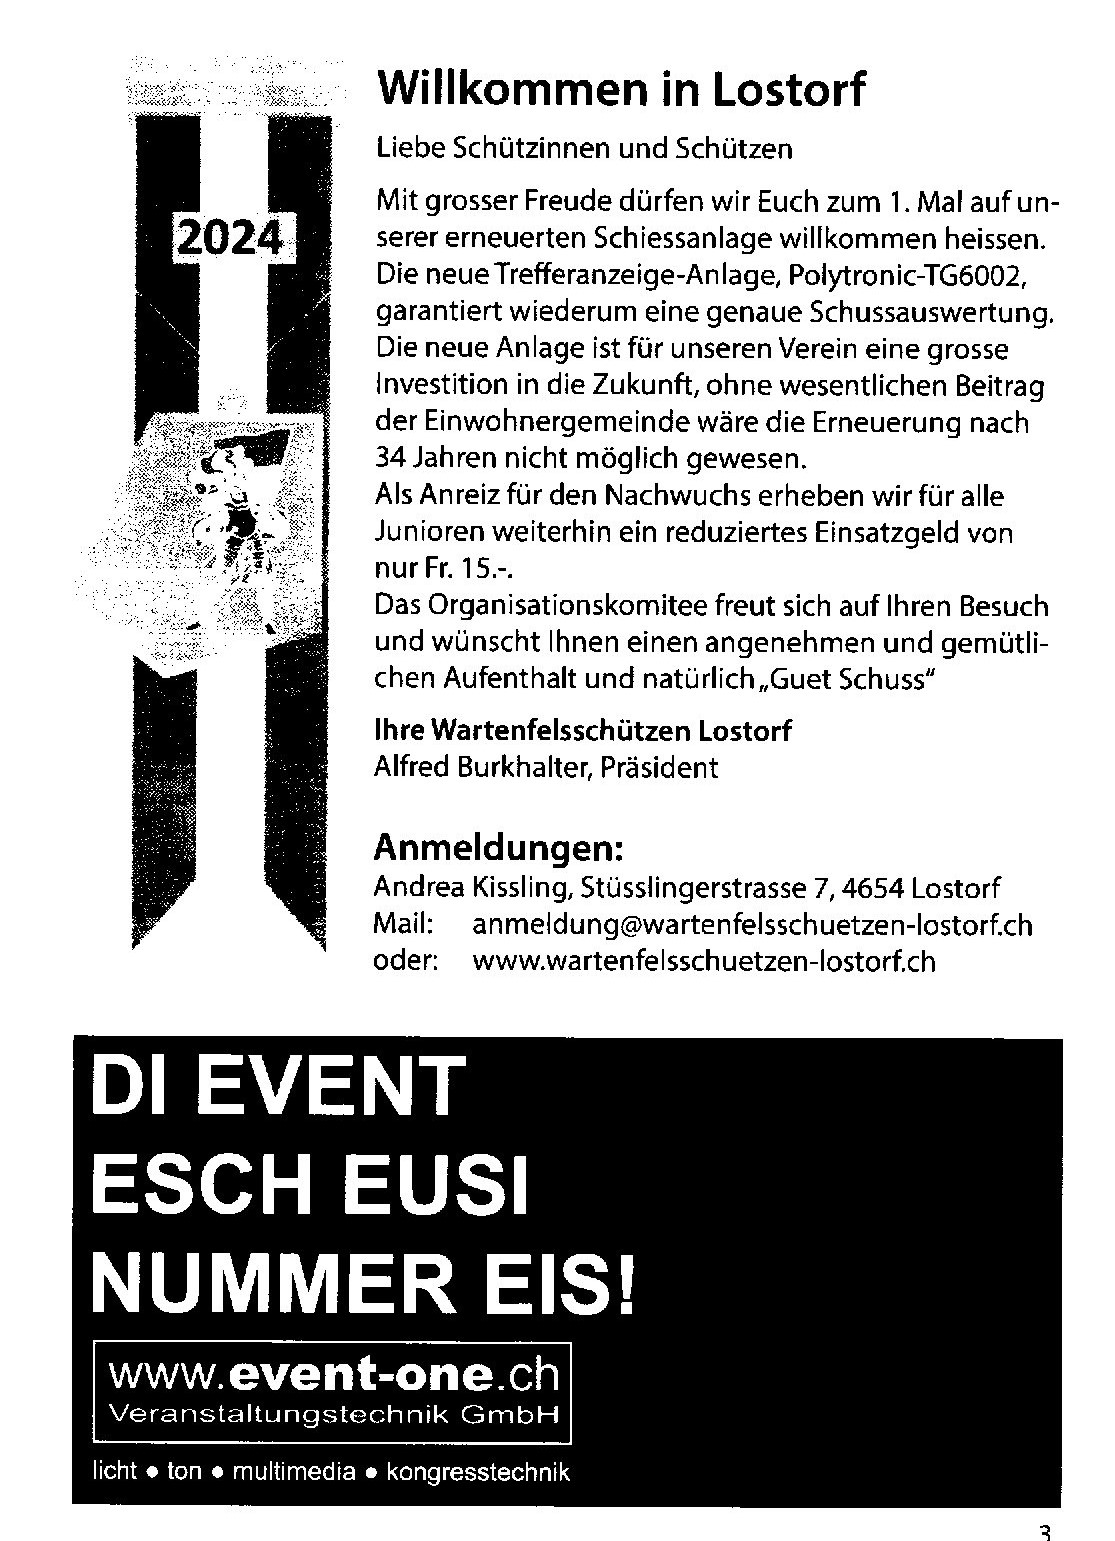 Willkommen in Lostorf
Liebe Schützinnen und Schützen
Mit grosser Freude dürfen wir Euch zum 1. Mal auf un-
serer erneuerten Schiessanlage willkommen heissen.
Die neue Trefferanzeige-Anlage, Polytronic-TG6002,
garantiert wiederum eine genaue Schussauswertung.
Die neue Anlage ist für unseren Verein eine grosse
Investition in die Zukunft, ohne wesentlichen Beitrag
der Einwohnergemeinde wäre die Erneuerung nach
34 Jahren nicht möglich gewesen.
Als Anreiz für den Nachwuchs erheben wir für alle
Junioren weiterhin ein reduziertes Einsatzgeld von
nur Fr. 15.-.
Das Organisationskomitee freut sich auf Ihren Besuch
und wünscht Ihnen einen angenehmen und gemütli-
chen Aufenthalt und natürlich „Guet Schuss"
Ihre Wartenfelsschützen Lostorf
Alfred Burkhalter, Präsident
2024
Anmeldungen:
Andrea Kissling, Stüsslingerstrasse 7, 4654 Lostorf
Mail: anmeldung@wartenfelsschuetzen-lostorf.ch
oder: www.wartenfelsschuetzen-lostorf.ch
DI EVENT
ESCH EUSI
NUMMER EIS!
www.event-one.ch
Veranstaltungstechnik GmbH
licht • ton • multimedia • kongresstechnik
3